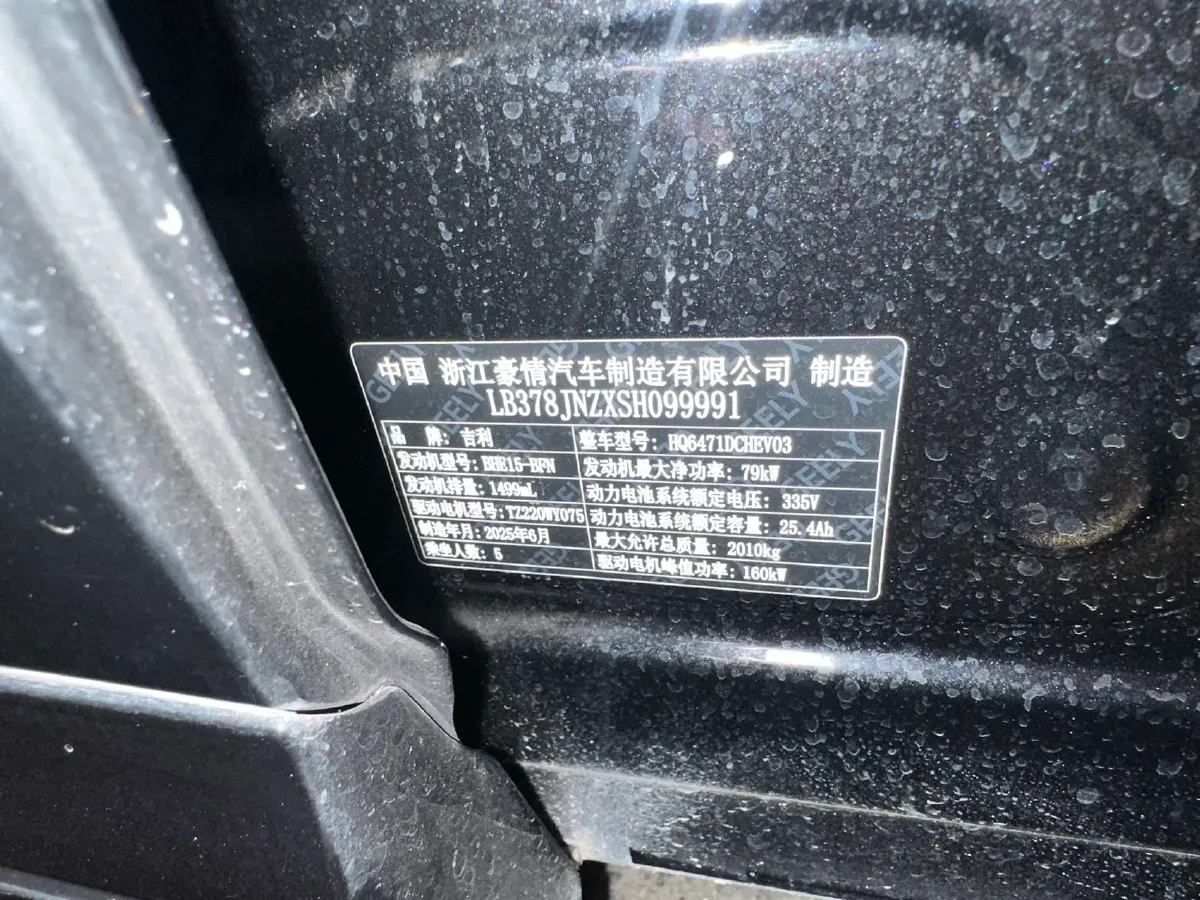 中国 浙江豪情汽车制造有限公司 制造
LB378JNZXSH099991
品 牌: 吉利 整车型号: HQ6471DCHEV03
发动机型号: BHE15-BFN 发动机最大净功率: 79kW
发动机排量: 1499mL 动力电池系统额定电压: 335V
驱动电机型号: TZ220WY075 动力电池系统额定容量: 25.4Ah
制造年月: 2025年6月 最大允许总质量: 2010kg
乘坐人数: 5 驱动电机峰值功率: 160kW
GEELY